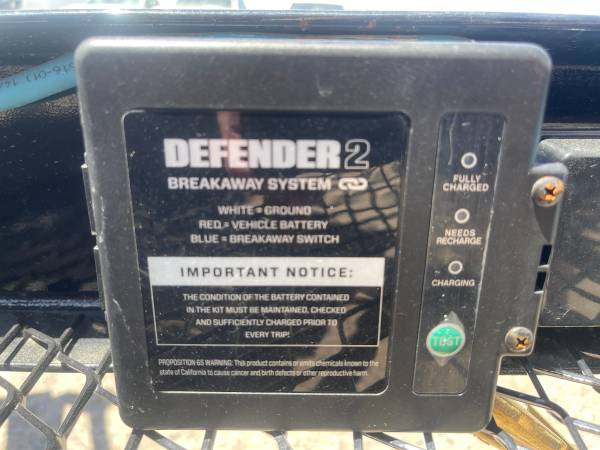 DEFENDER 2
BREAKAWAY SYSTEM
WHITE = GROUND
RED = VEHICLE BATTERY
BLUE = BREAKAWAY SWITCH
IMPORTANT NOTICE:
THE CONDITION OF THE BATTERY CONTAINED
IN THE KIT MUST BE MAINTAINED, CHECKED
AND SUFFICIENTLY CHARGED PRIOR TO
EVERY TRIP!
PROPOSITION 65 WARNING: This product contains or emits chemicals known to the
state of California to cause cancer and birth defects or other reproductive harm.
FULLY
CHARGED
NEEDS
RECHARGE
CHARGING
TEST